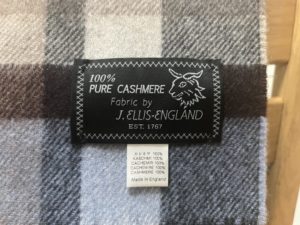 100%
PURE CASHMERE
Fabric by
J. ELLIS-ENGLAND
EST. 1767
KASCHMIR 100%
CACHEMIR 100%
CACHEMIRE 100%
CASHMERE 100%
Made in England